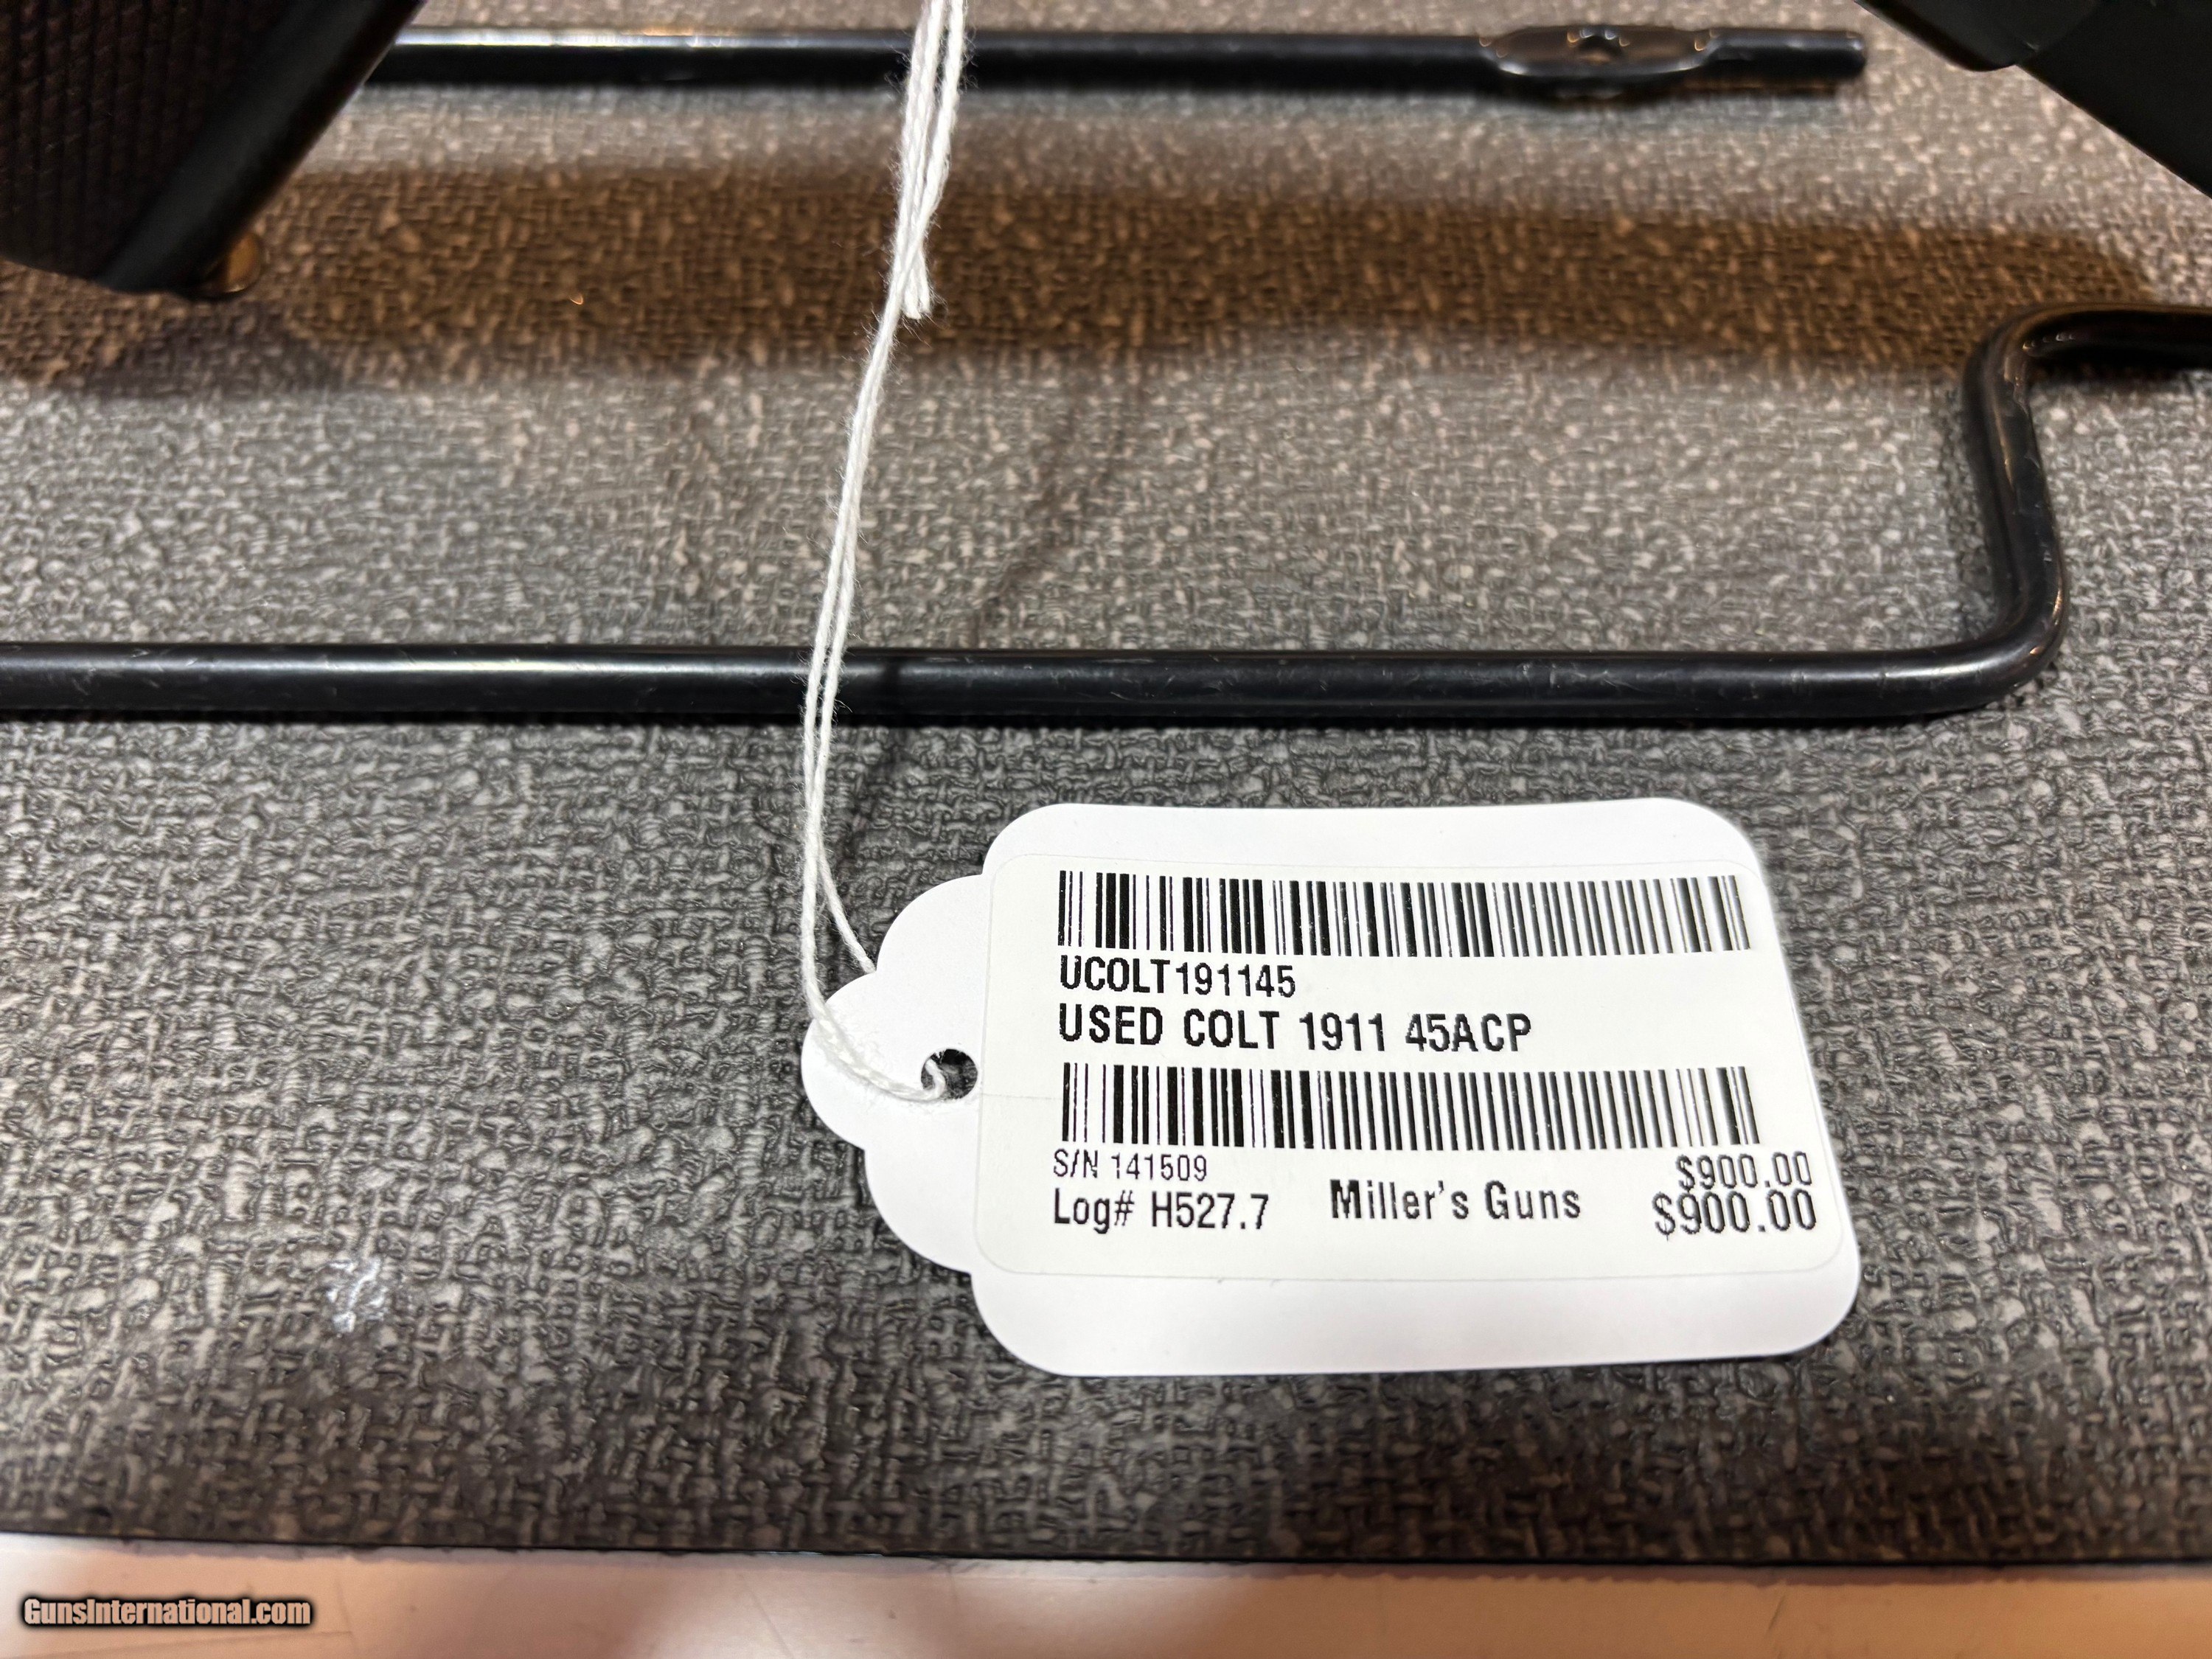 UCOLT191145
USED COLT 1911 45ACP
S/N 141509
$900.00
Log# H527.7
Miller's Guns
$900.00
GunsInternational.com